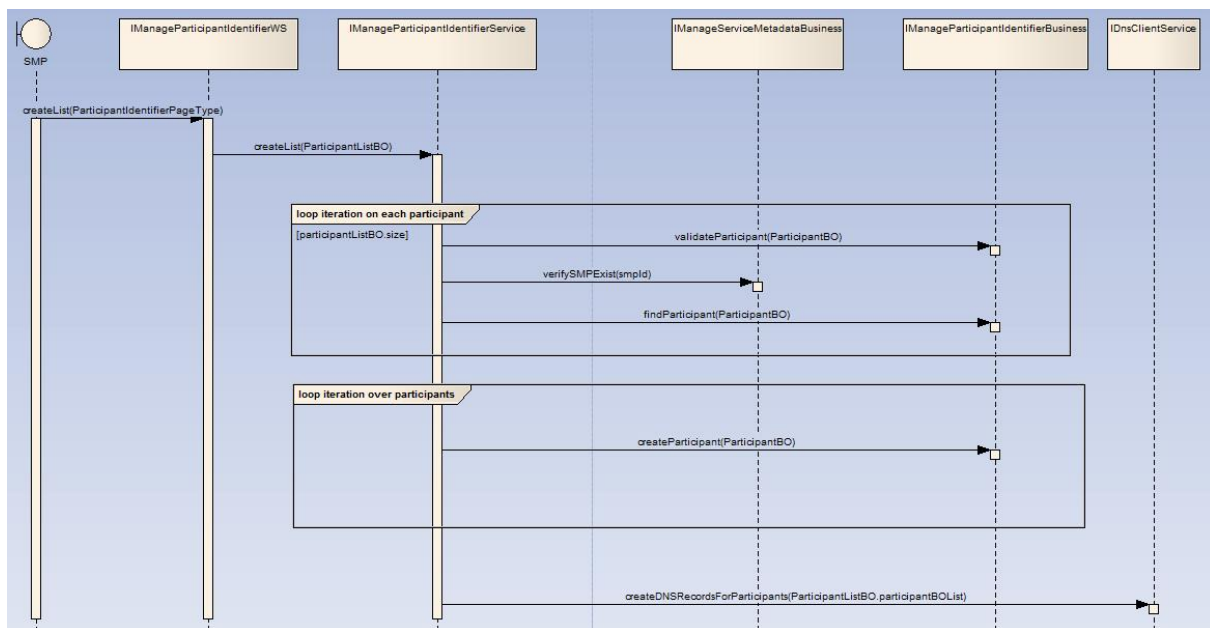 IManageParticipantIdentifierWS
IManageParticipantIdentifierService
IManageServiceMetadataBusiness
IManageParticipantIdentifierBusiness
IDnsClientService
SMP
createList(ParticipantIdentifierPageType)
createList(ParticipantListBO)
loop iteration on each participant
[participantListBO.size]
validateParticipant(ParticipantBO)
verifySMPExist(smpId)
findParticipant(ParticipantBO)
loop iteration over participants
createParticipant(ParticipantBO)
createDNSRecordsForParticipants(ParticipantListBO.participantBOList)